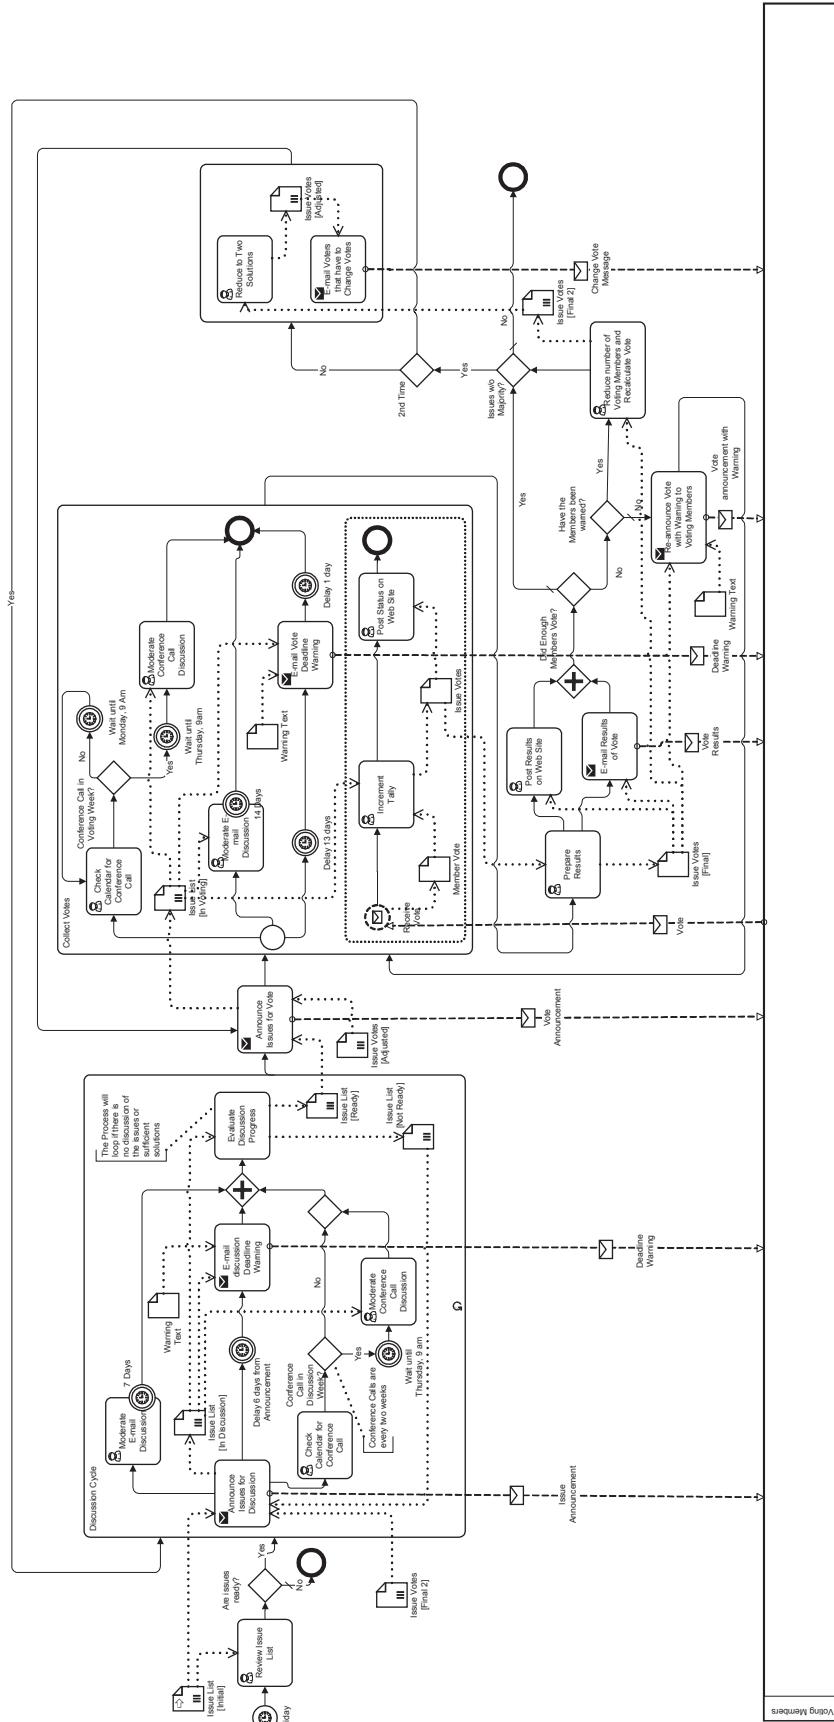 Voting Members
iday
Issue List
[Initial]
Review Issue
List
Are issues
ready?
Yes
No
Issue Votes
[Final 2]
Discussion Cycle
Announce
Issues for
Discussion
Issue
Announcement
Moderate
E-mail
Discussion
7 Days
Issue List
[In Discussion]
Delay 6 days from
Announcement
Check
Calendar for
Conference
Call
Conference
Call in
Discussion
Week?
Conference Calls are
every two weeks
Yes
No
Wait until
Thursday, 9 am
Moderate
Conference
Call
Discussion
Warning
Text
E-mail
discussion
Deadline
Warning
Deadline
Warning
Evaluate
Discussion
Progress
The Process will
loop if there is
no discussion of
the issues or
sufficient
solutions
Issue List
[Ready]
Issue List
[Not Ready]
Announce
Issues for Vote
Issue Votes
[Adjusted]
Vote
Announcement
Collect Votes
Check
Calendar for
Conference
Call
Conference Call in
Voting Week?
No
Yes
Wait until
Monday, 9 Am
Wait until
Thursday, 9am
Moderate
Conference
Call
Discussion
Issue List
[In Voting]
Moderate E
mail
Discussion
14 Days
Warning Text
Delay 13 days
E-mail Vote
Deadline
Warning
Delay 1 day
Receive
Vote
Member Vote
Increment
Tally
Issue Votes
Post Status on
Web Site
Vote
Prepare
Results
Issue Votes
[Final]
Post Results
on Web Site
E-mail Results
of Vote
Vote
Results
Deadline
Warning
Did Enough
Members Vote?
No
Yes
Have the
Members been
warned?
Yes
No
Warning Text
Re-announce Vote
with Warning to
Voting Members
Vote
announcement with
Warning
Reduce number of
Voting Members and
Recalculate Vote
Issue Votes
[Final 2]
Issues w/o
Majority?
No
Yes
2nd Time
No
Yes
Reduce to Two
Solutions
Issue Votes
[Adjusted]
E-mail Voters
that have to
Change Votes
Change Vote
Message